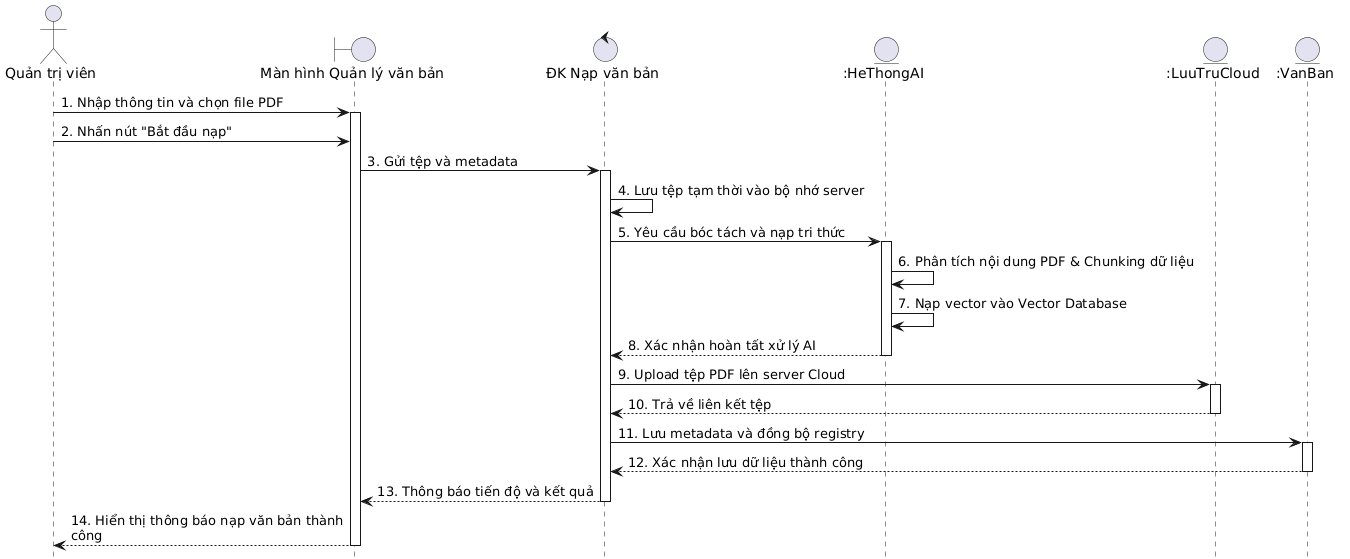 Quản trị viên
Màn hình Quản lý văn bản
ĐK Nạp văn bản
:HeThongAI
:LuuTruCloud
:VanBan
1. Nhập thông tin và chọn file PDF
2. Nhấn nút "Bắt đầu nạp"
3. Gửi tệp và metadata
4. Lưu tệp tạm thời vào bộ nhớ server
5. Yêu cầu bóc tách và nạp tri thức
6. Phân tích nội dung PDF & Chunking dữ liệu
7. Nạp vector vào Vector Database
8. Xác nhận hoàn tất xử lý AI
9. Upload tệp PDF lên server Cloud
10. Trả về liên kết tệp
11. Lưu metadata và đồng bộ registry
12. Xác nhận lưu dữ liệu thành công
13. Thông báo tiến độ và kết quả
14. Hiển thị thông báo nạp văn bản thành
công